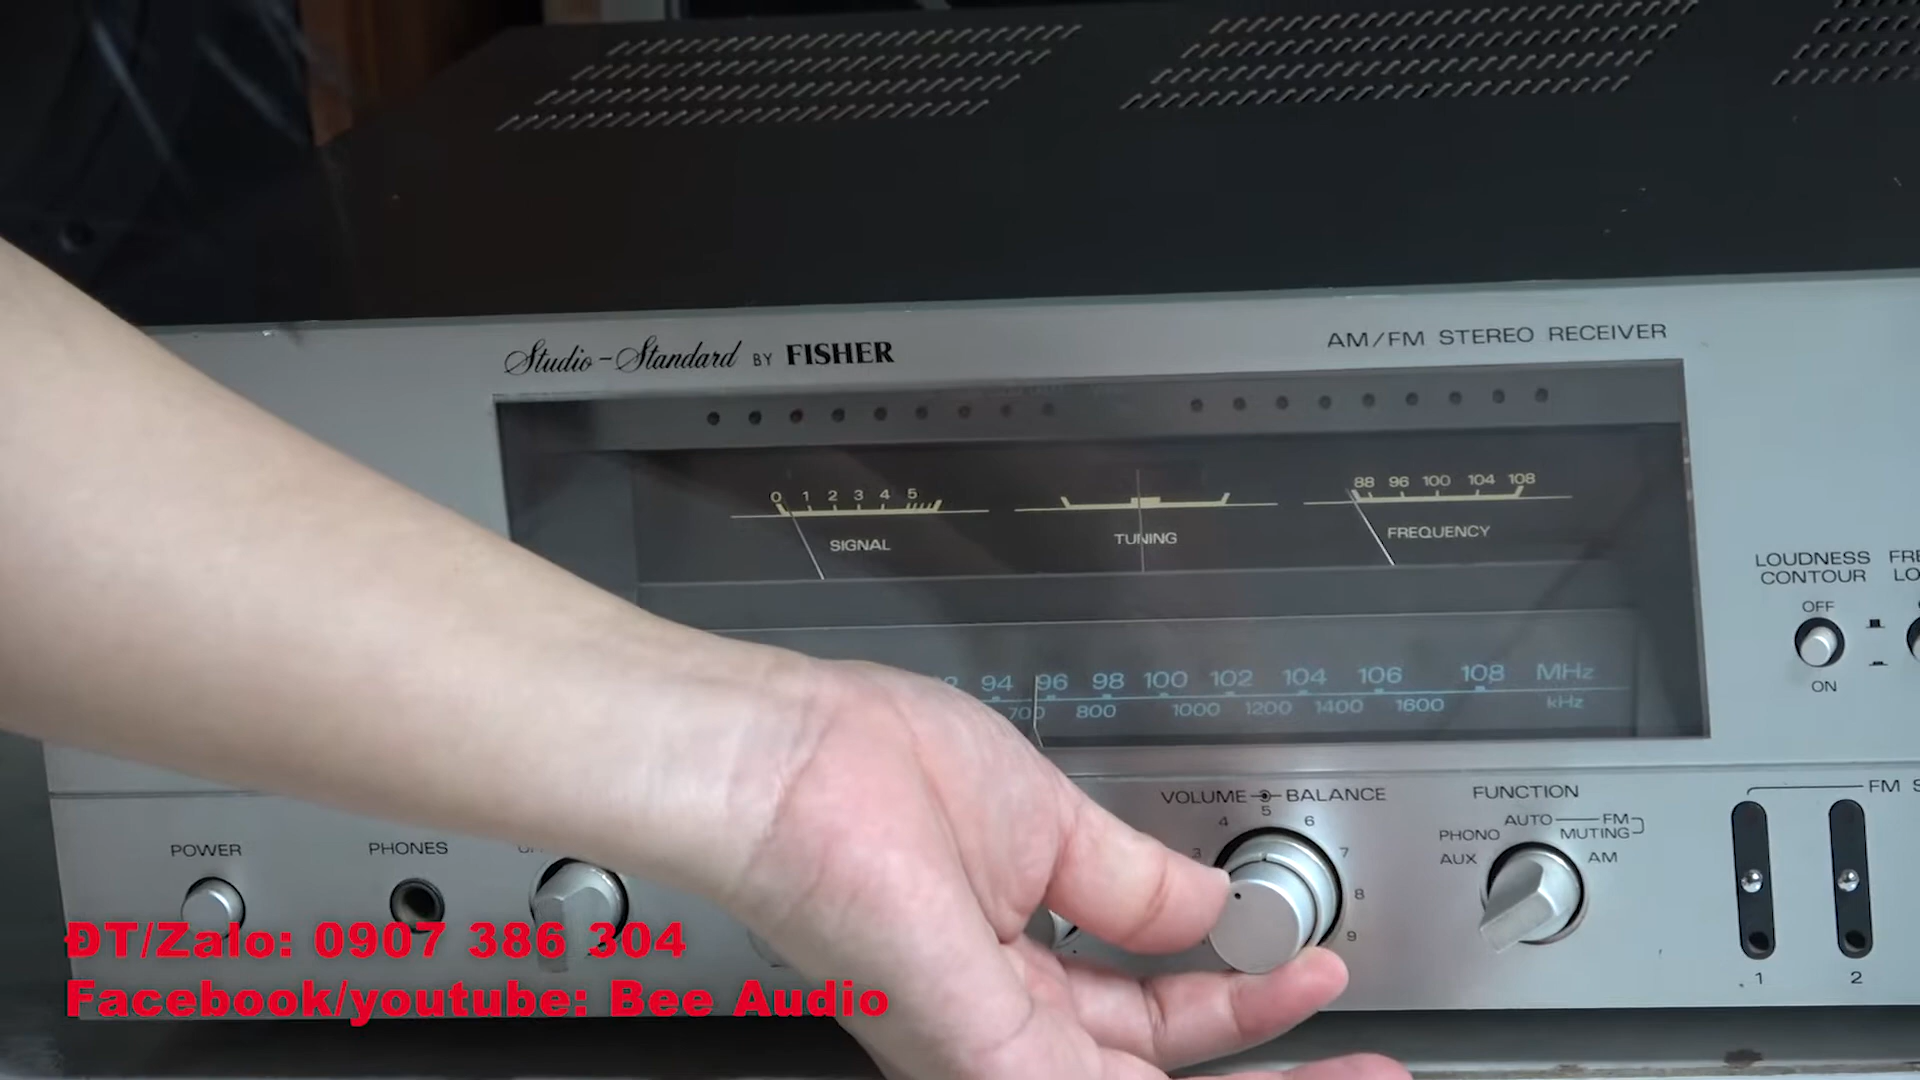 Studio-Standard BY FISHER
AM/FM STEREO RECEIVER
0 1 2 3 4 5
SIGNAL
TUNING
88 96 100 104 108
FREQUENCY
94 96 98 100 102 104 106 108 MHz
700 800 1000 1200 1400 1600 kHz
LOUDNESS
CONTOUR
OFF
ON
POWER
PHONES
VOLUME BALANCE
3 4 5 6 7 8 9
FUNCTION
AUTO FM
PHONO MUTING
AUX AM
FM
1 2
ĐT/Zalo: 0907 386 304
Facebook/youtube: Bee Audio